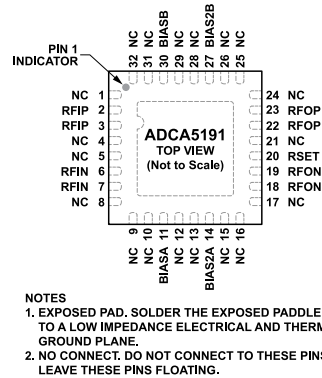 32 NC
31 NC
30 BIASB
29 NC
28 NC
27 BIAS2B
26 NC
25 NC
PIN 1
INDICATOR
NC 1
RFIP 2
RFIP 3
NC 4
NC 5
RFIN 6
RFIN 7
NC 8
ADCA5191
TOP VIEW
(Not to Scale)
24 NC
23 RFOP
22 RFOP
21 NC
20 RSET
19 RFON
18 RFON
17 NC
NC 9
NC 10
BIASA 11
NC 12
NC 13
BIAS2A 14
NC 15
NC 16
NOTES
1. EXPOSED PAD. SOLDER THE EXPOSED PADDLE
TO A LOW IMPEDANCE ELECTRICAL AND THERM
GROUND PLANE.
2. NO CONNECT. DO NOT CONNECT TO THESE PINS
LEAVE THESE PINS FLOATING.